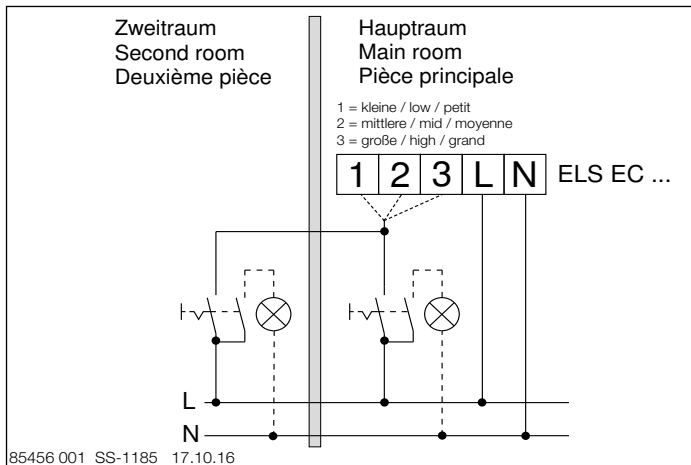 Zweitraum
Second room
Deuxième pièce
Hauptraum
Main room
Pièce principale
1 = kleine / low / petit
2 = mittlere / mid / moyenne
3 = große / high / grand
1 2 3 L N ELS EC ...
L
N
85456 001 SS-1185 17.10.16